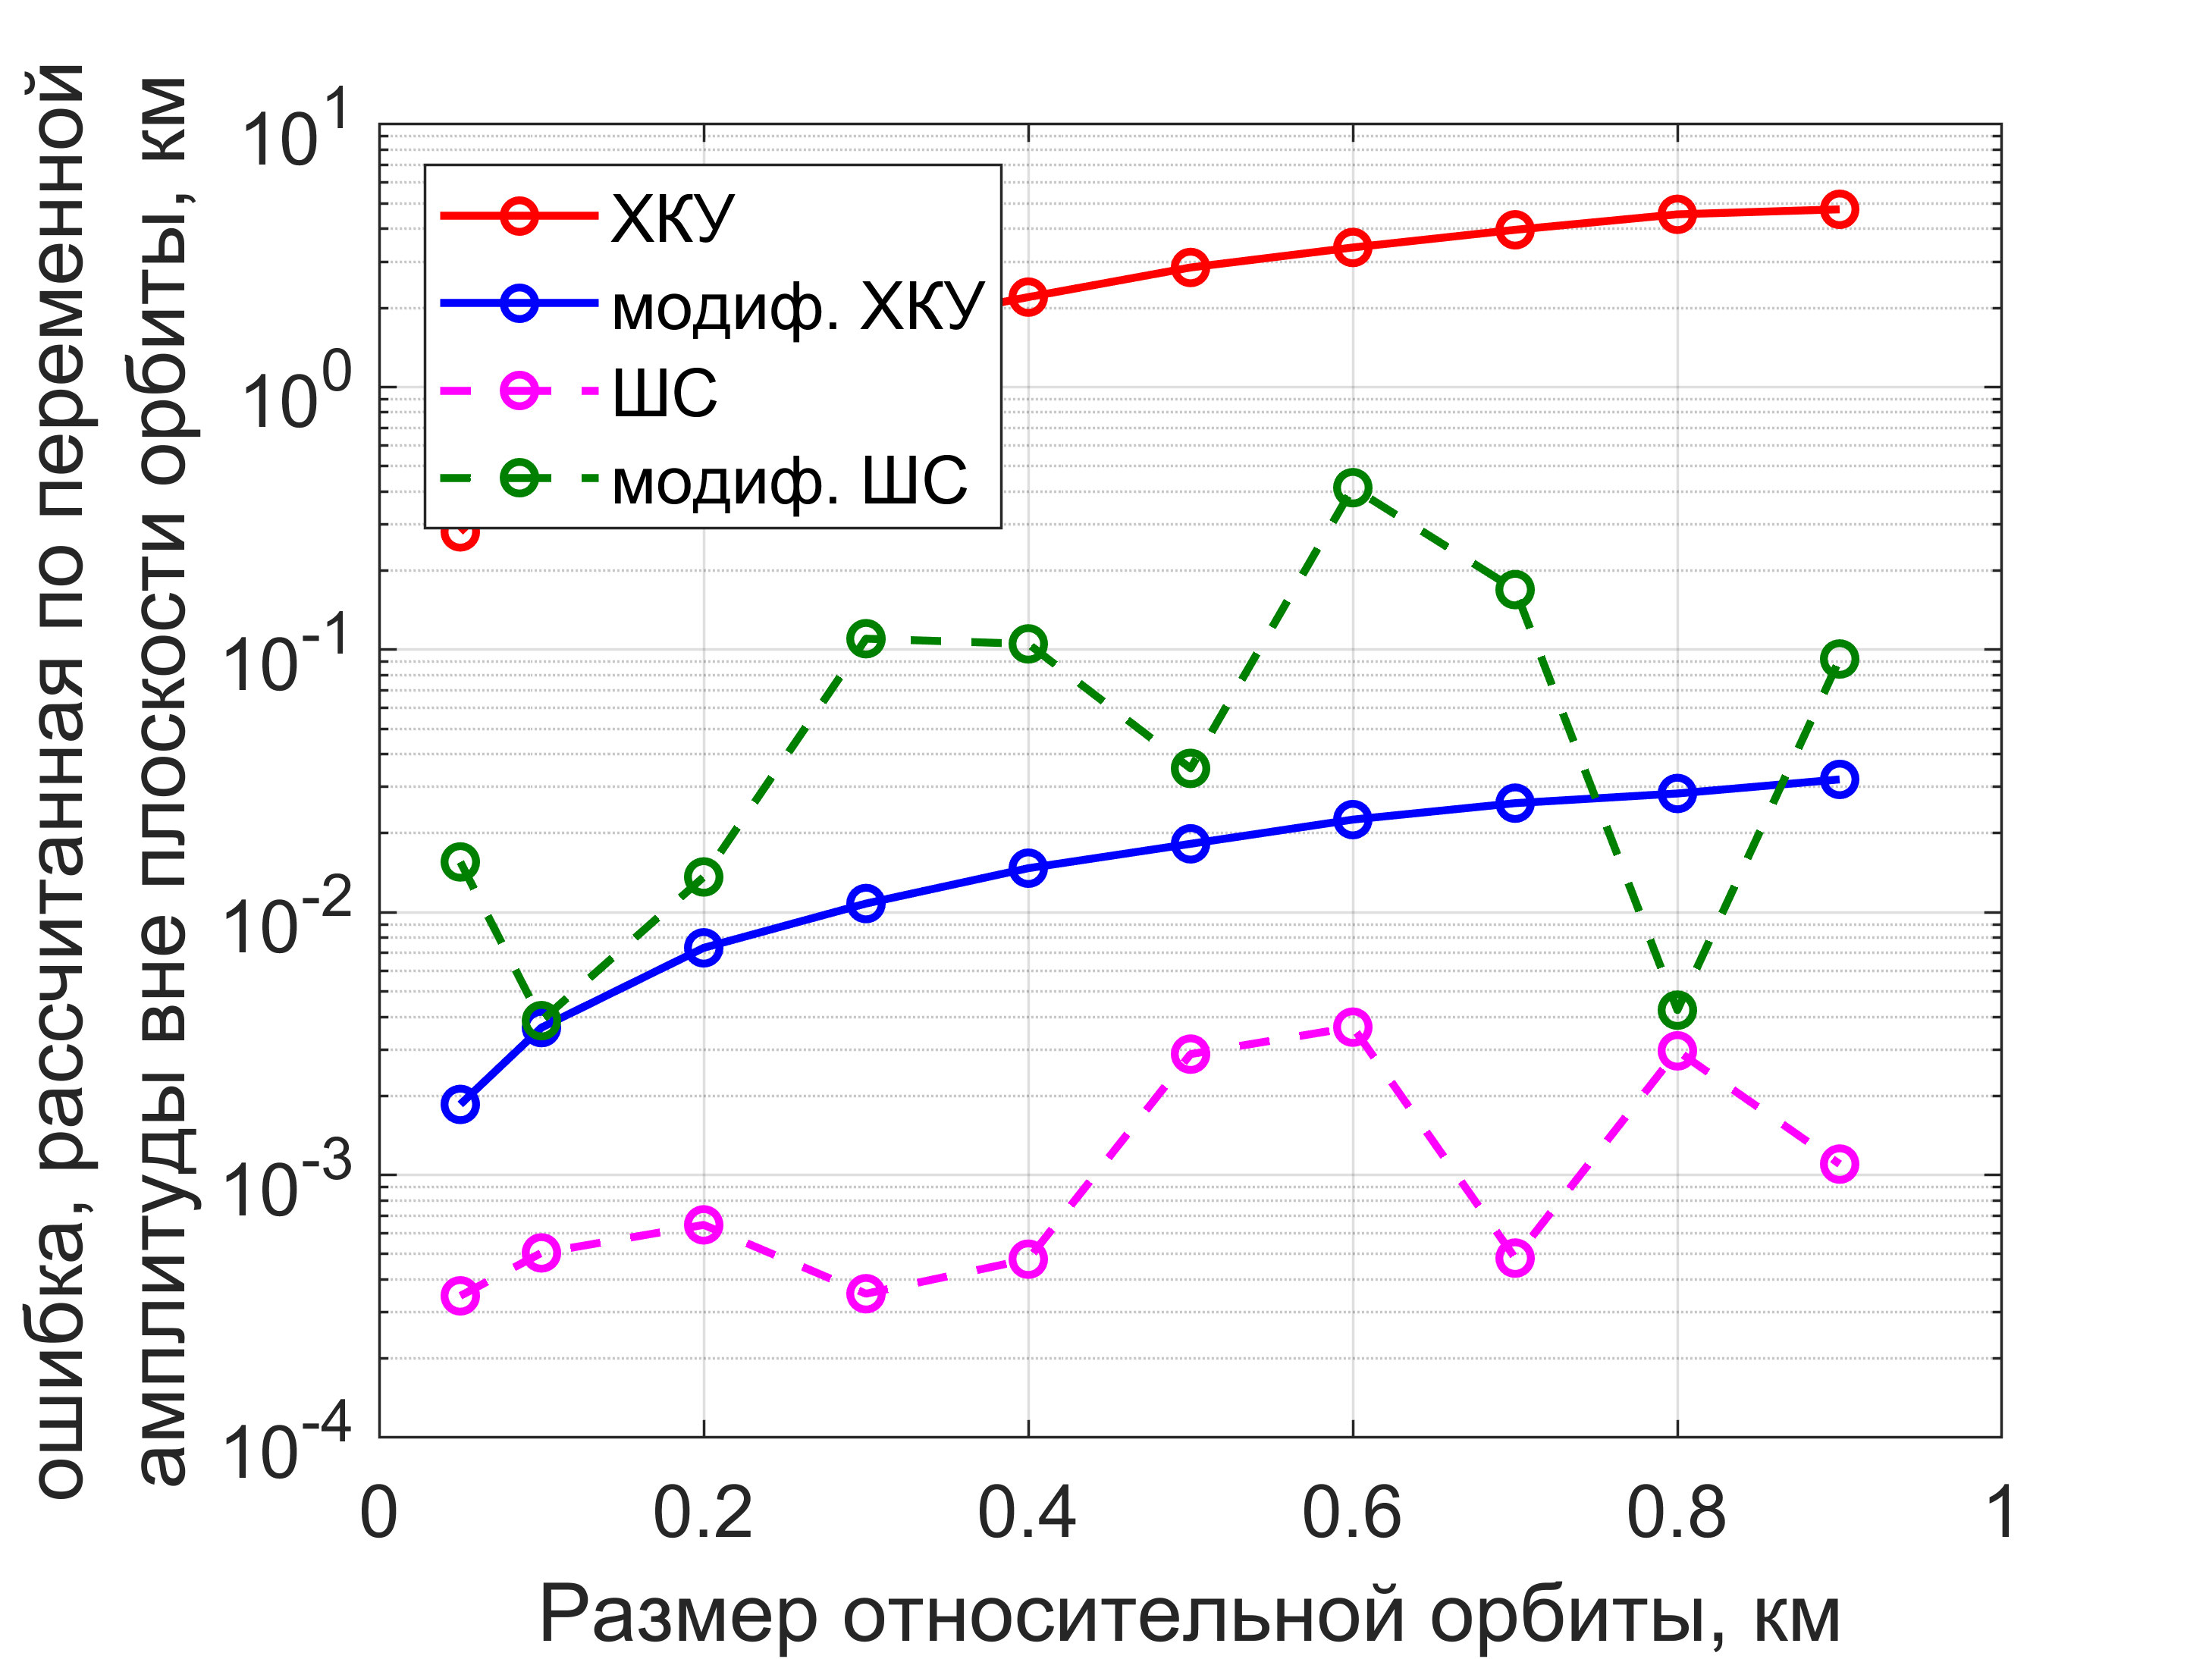 ошибка, рассчитанная по переменной
амплитуды вне плоскости орбиты, км
10^1
10^0
10^-1
10^-2
10^-3
10^-4
ХКУ
модиф. ХКУ
ШС
модиф. ШС
0 0.2 0.4 0.6 0.8 1
Размер относительной орбиты, км